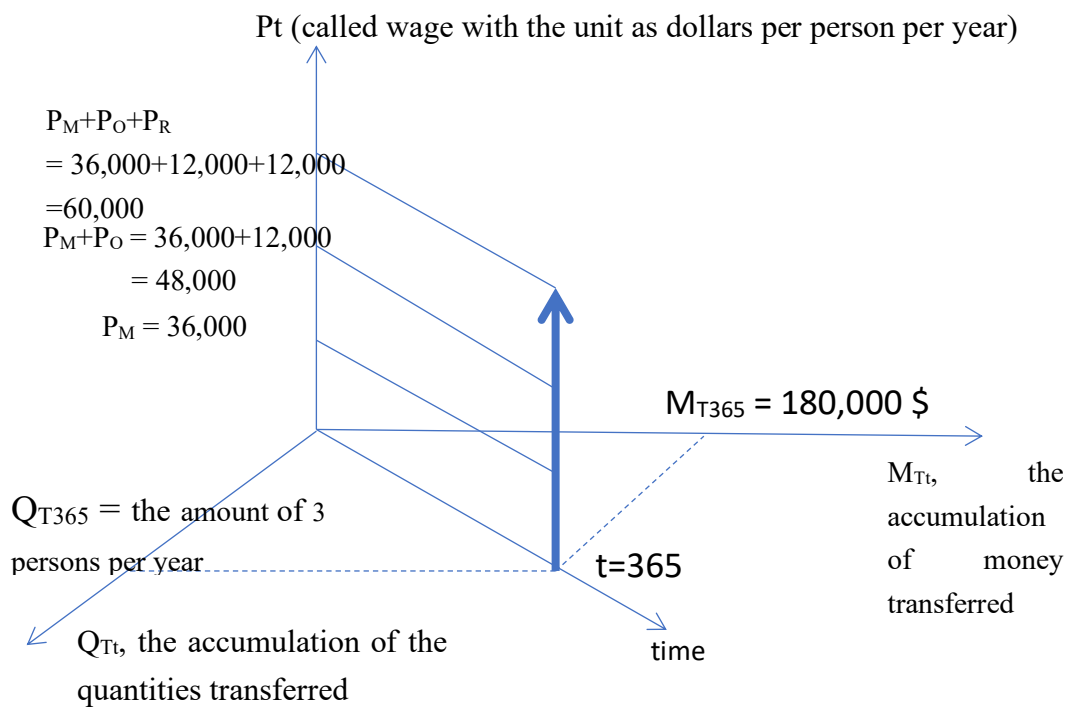 Pt (called wage with the unit as dollars per person per year)
PM+PO+PR
= 36,000+12,000+12,000
=60,000
PM+PO = 36,000+12,000
= 48,000
PM = 36,000
MT365 = 180,000 $
MTt, the
accumulation
of money
transferred
QT365 = the amount of 3
persons per year
t=365
time
QTt, the accumulation of the
quantities transferred